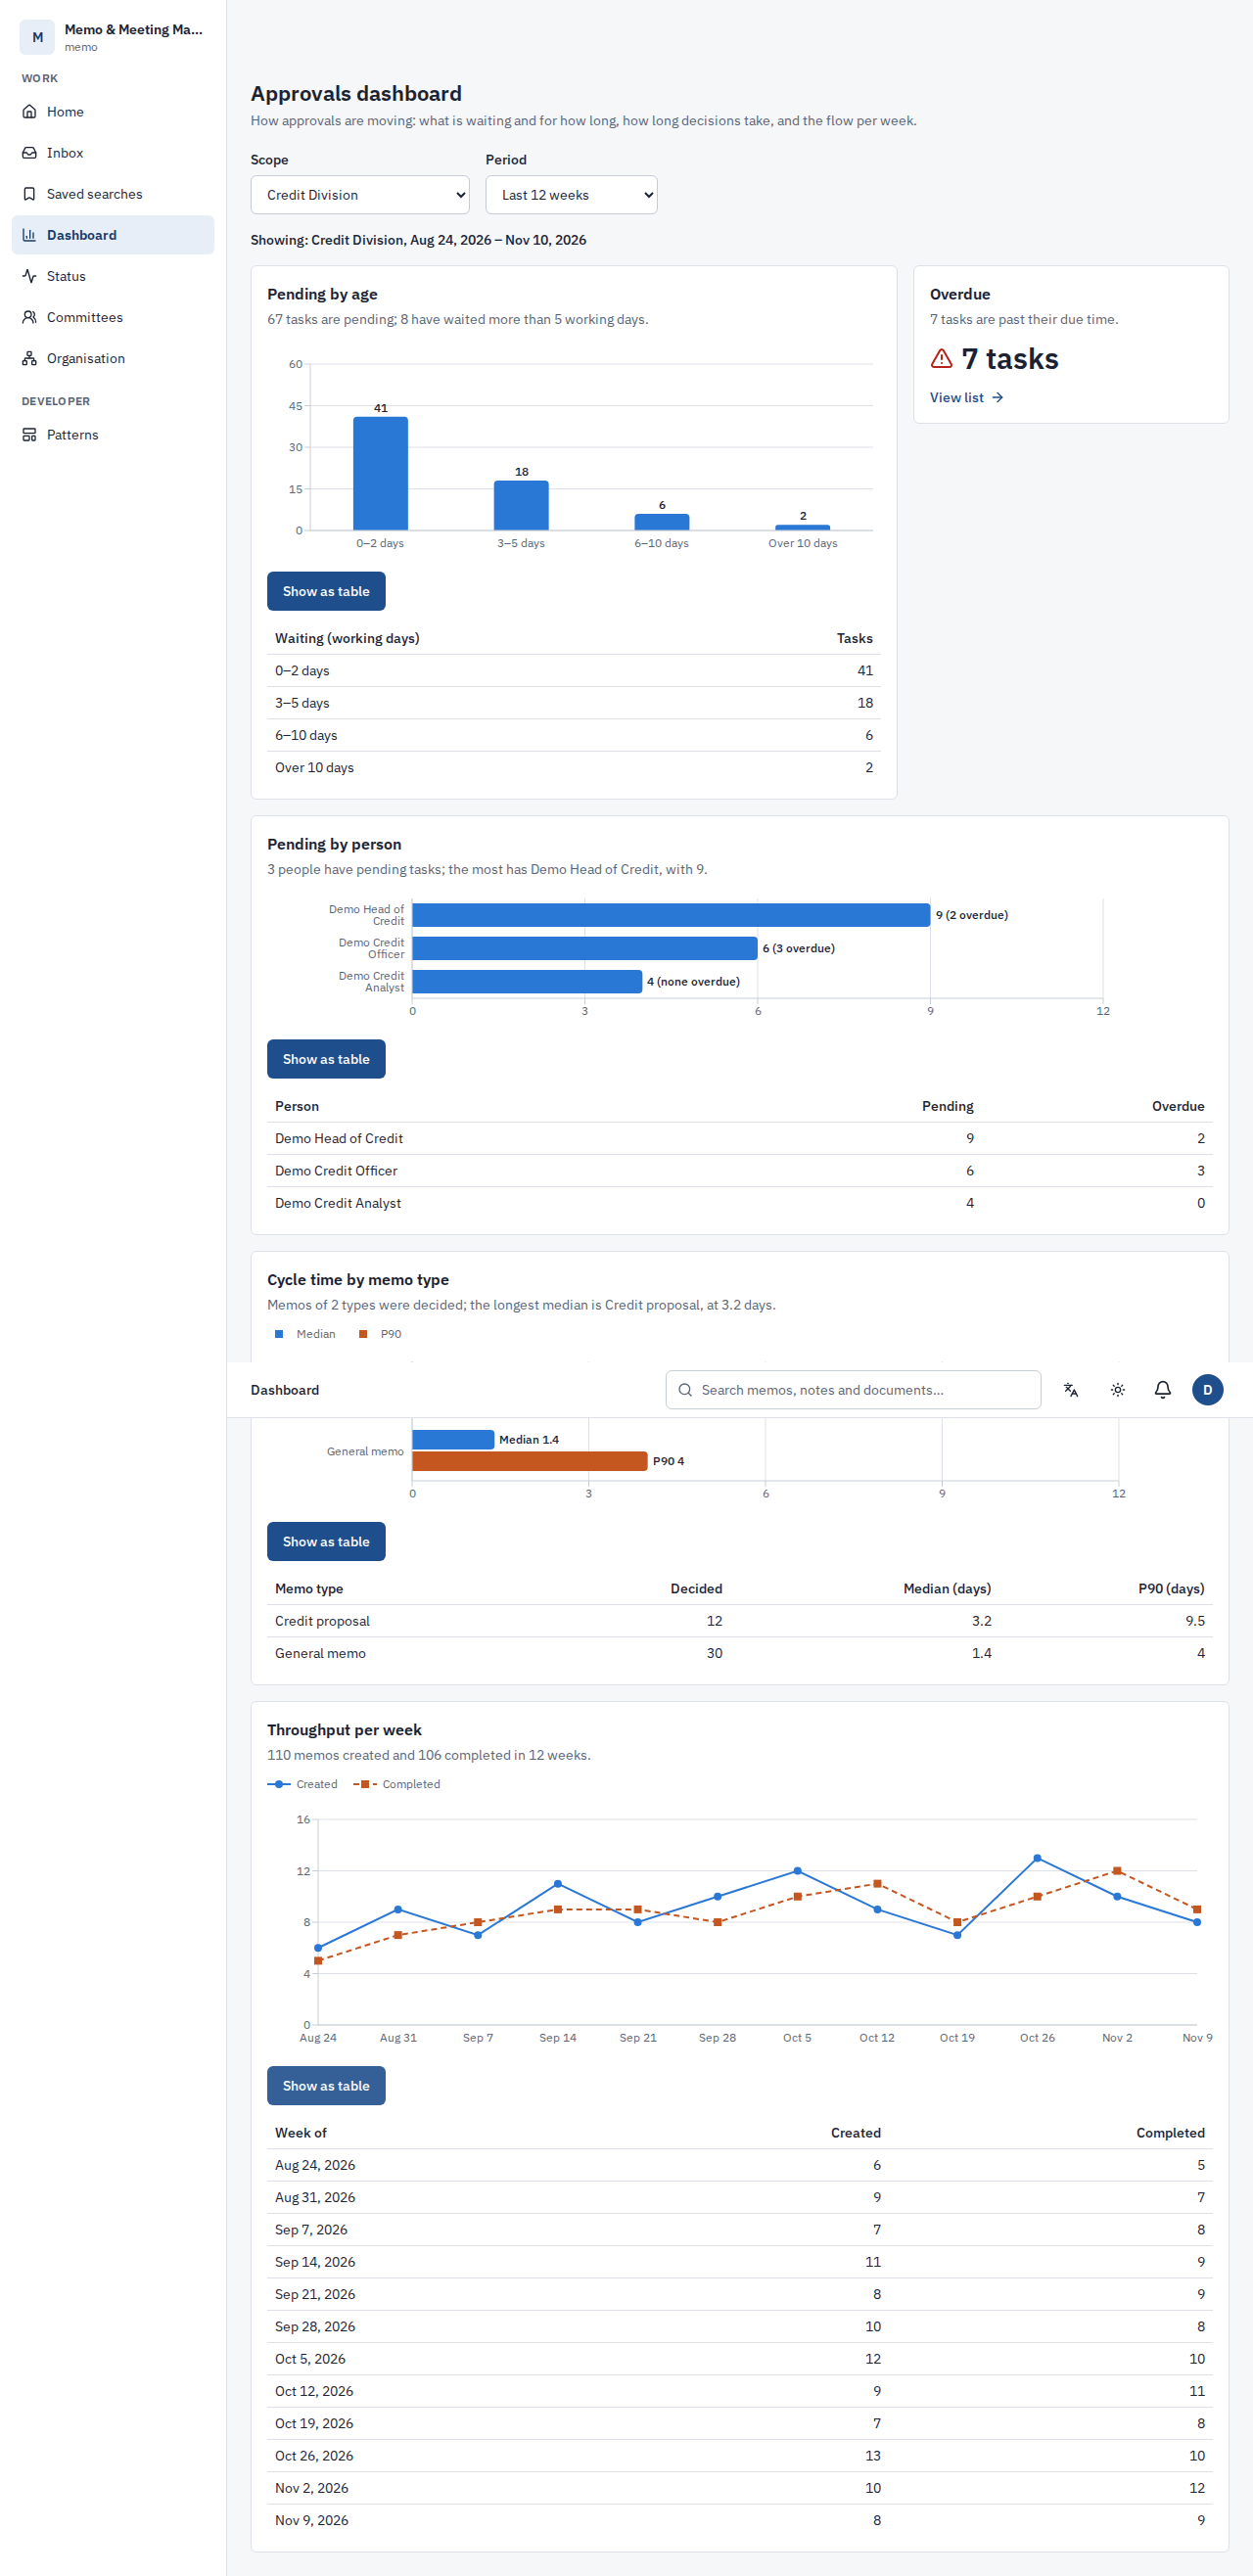 M
Memo & Meeting Ma...
memo
WORK
Home
Inbox
Saved searches
Dashboard
Status
Committees
Organisation
DEVELOPER
Patterns
Approvals dashboard
How approvals are moving: what is waiting and for how long, how long decisions take, and the flow per week.
Scope Period
Credit Division Last 12 weeks
Showing: Credit Division, Aug 24, 2026 – Nov 10, 2026
Pending by age
67 tasks are pending; 8 have waited more than 5 working days.
60
45
30
15
0
41
18
6
2
0–2 days 3–5 days 6–10 days Over 10 days
Show as table
Waiting (working days) Tasks
0–2 days 41
3–5 days 18
6–10 days 6
Over 10 days 2
Overdue
7 tasks are past their due time.
7 tasks
View list
Pending by person
3 people have pending tasks; the most has Demo Head of Credit, with 9.
Demo Head of
Credit
9 (2 overdue)
Demo Credit
Officer
6 (3 overdue)
Demo Credit
Analyst
4 (none overdue)
0 3 6 9 12
Show as table
Person Pending Overdue
Demo Head of Credit 9 2
Demo Credit Officer 6 3
Demo Credit Analyst 4 0
Cycle time by memo type
Memos of 2 types were decided; the longest median is Credit proposal, at 3.2 days.
Median P90
Dashboard Search memos, notes and documents... D
General memo
Median 1.4
P90 4
0 3 6 9 12
Show as table
Memo type Decided Median (days) P90 (days)
Credit proposal 12 3.2 9.5
General memo 30 1.4 4
Throughput per week
110 memos created and 106 completed in 12 weeks.
Created Completed
16
12
8
4
0
Aug 24 Aug 31 Sep 7 Sep 14 Sep 21 Sep 28 Oct 5 Oct 12 Oct 19 Oct 26 Nov 2 Nov 9
Show as table
Week of Created Completed
Aug 24, 2026 6 5
Aug 31, 2026 9 7
Sep 7, 2026 7 8
Sep 14, 2026 11 9
Sep 21, 2026 8 9
Sep 28, 2026 10 8
Oct 5, 2026 12 10
Oct 12, 2026 9 11
Oct 19, 2026 7 8
Oct 26, 2026 13 10
Nov 2, 2026 10 12
Nov 9, 2026 8 9